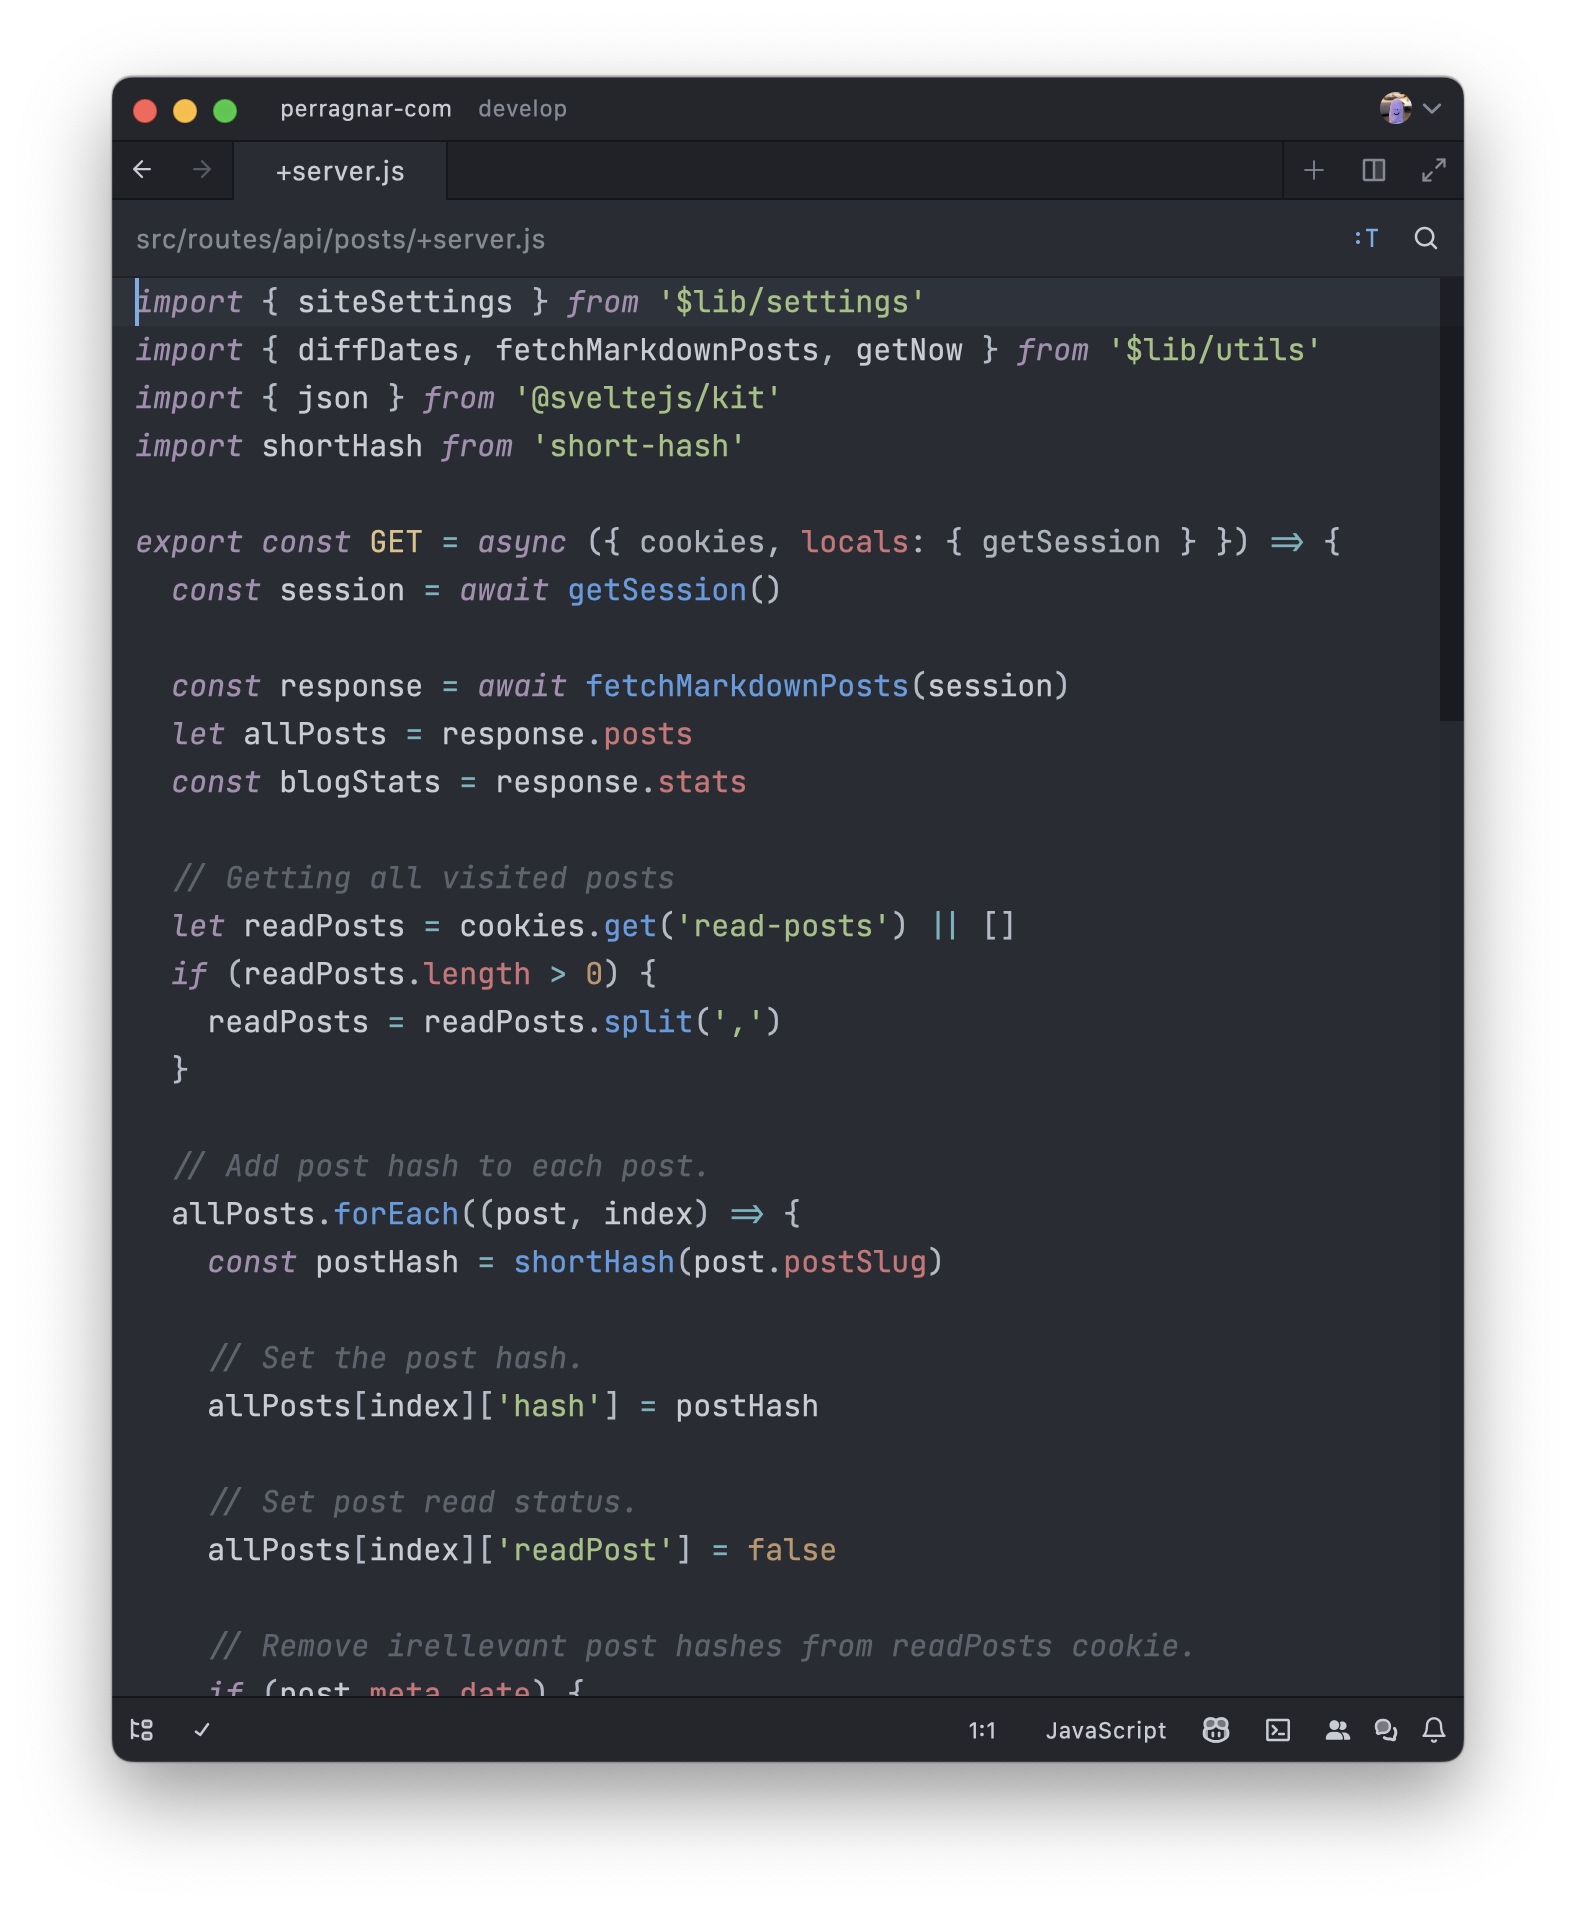 perragnar-com develop
+server.js
src/routes/api/posts/+server.js :T
import { siteSettings } from '$lib/settings'
import { diffDates, fetchMarkdownPosts, getNow } from '$lib/utils'
import { json } from '@sveltejs/kit'
import shortHash from 'short-hash'
export const GET = async ({ cookies, locals: { getSession } }) => {
  const session = await getSession()
  const response = await fetchMarkdownPosts(session)
  let allPosts = response.posts
  const blogStats = response.stats
  // Getting all visited posts
  let readPosts = cookies.get('read-posts') || []
  if (readPosts.length > 0) {
    readPosts = readPosts.split(',')
  }
  // Add post hash to each post.
  allPosts.forEach((post, index) => {
    const postHash = shortHash(post.postSlug)
    // Set the post hash.
    allPosts[index]['hash'] = postHash
    // Set post read status.
    allPosts[index]['readPost'] = false
    // Remove irellevant post hashes from readPosts cookie.
    if (post.meta.date) {
1:1 JavaScript